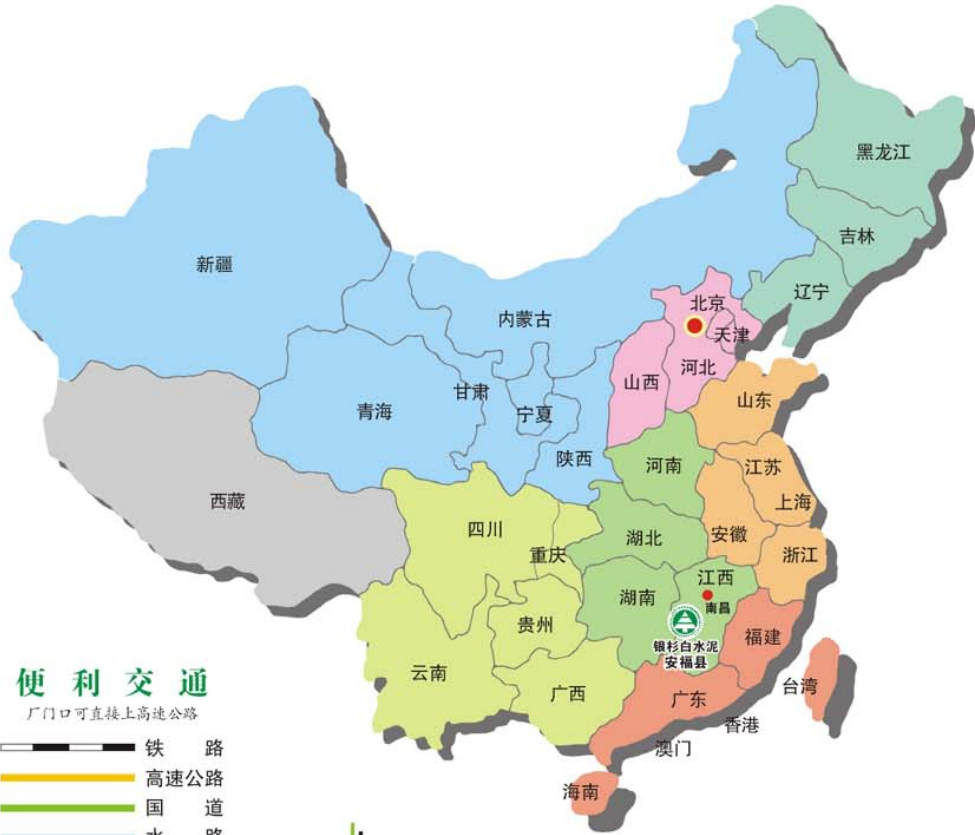 黑龙江
吉林
辽宁
新疆
内蒙古
北京
天津
河北
山西
甘肃
宁夏
青海
山东
陕西
河南
江苏
上海
西藏
四川
重庆
湖北
安徽
浙江
江西
南昌
湖南
贵州
银杉白水泥
安福县
福建
云南
广西
广东
台湾
香港
澳门
海南
便利交通
厂门口可直接上高速公路
铁 路
高速公路
国 道
水 路